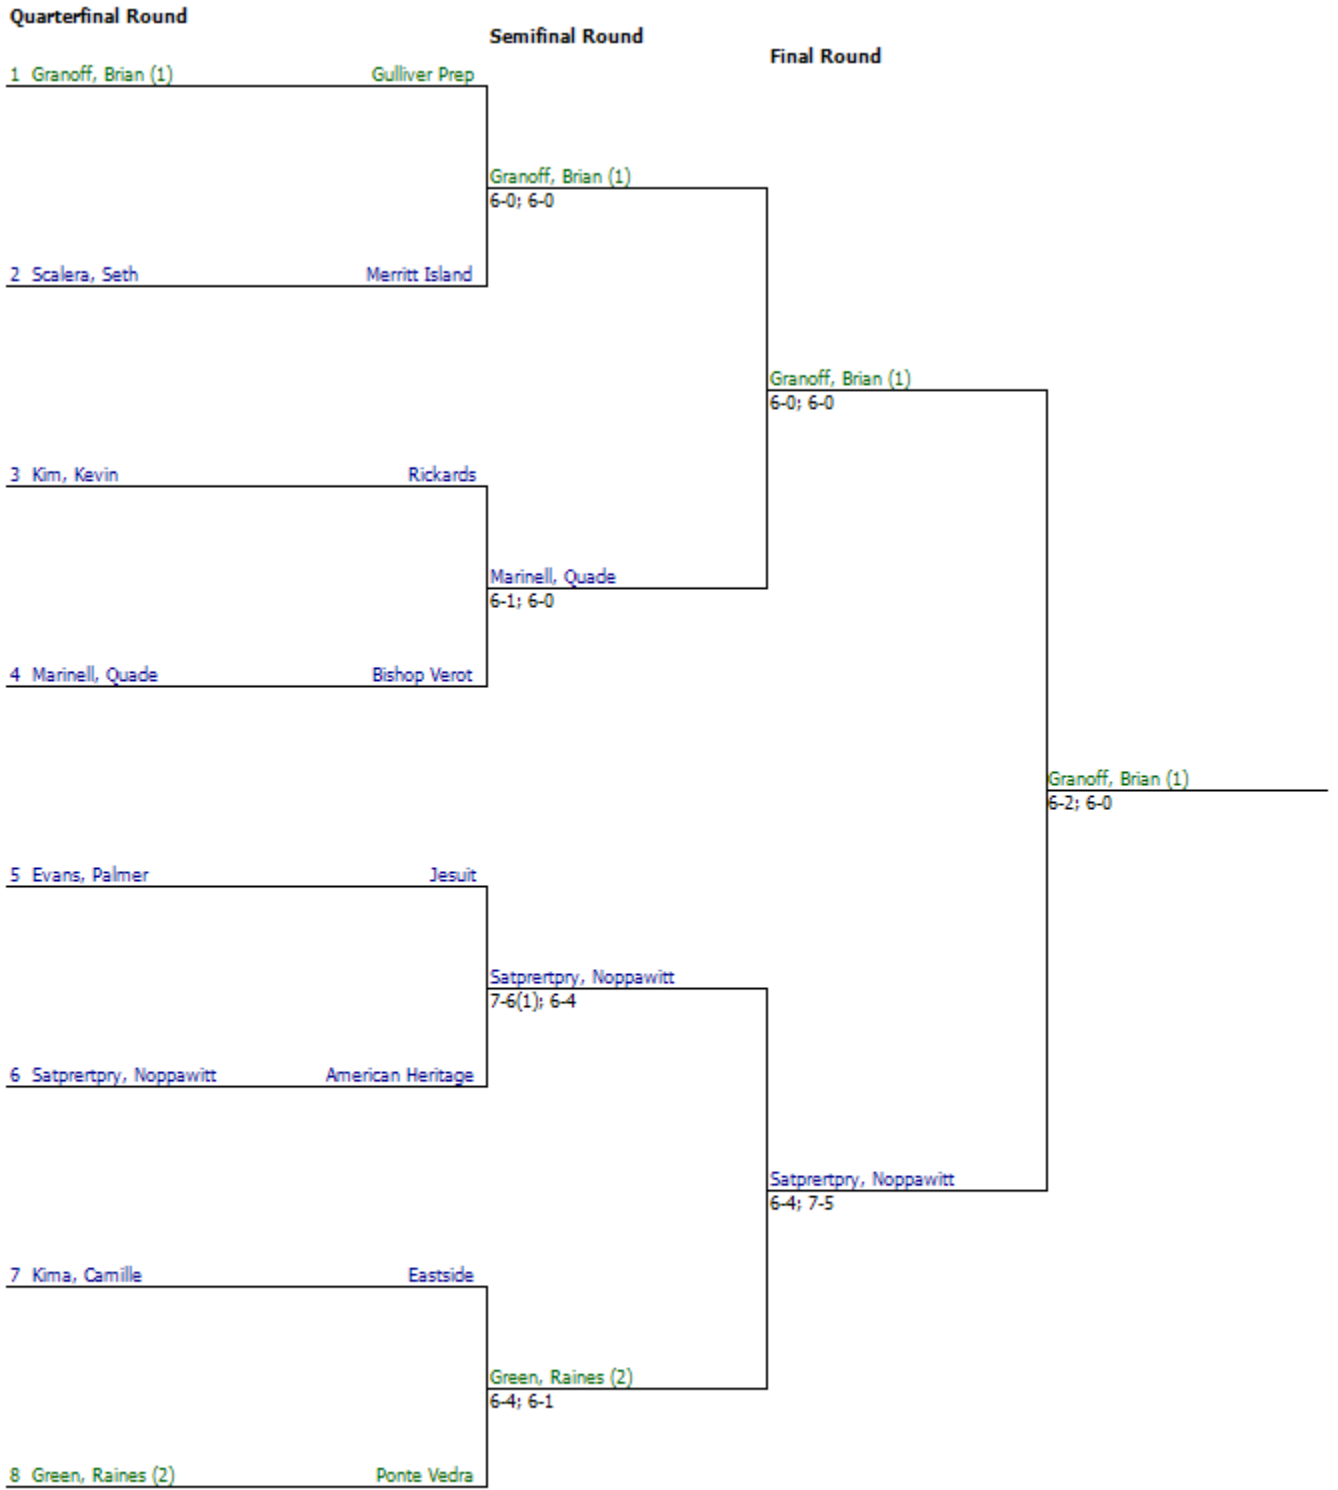 Quarterfinal Round
Semifinal Round
Final Round
1 Granoff, Brian (1) Gulliver Prep
Granoff, Brian (1)
6-0; 6-0
2 Scalera, Seth Merritt Island
Granoff, Brian (1)
6-0; 6-0
3 Kim, Kevin Rickards
Marinell, Quade
6-1; 6-0
4 Marinell, Quade Bishop Verot
Granoff, Brian (1)
6-2; 6-0
5 Evans, Palmer Jesuit
Satprertpry, Noppawitt
7-6(1); 6-4
6 Satprertpry, Noppawitt American Heritage
Satprertpry, Noppawitt
6-4; 7-5
7 Kima, Camille Eastside
Green, Raines (2)
6-4; 6-1
8 Green, Raines (2) Ponte Vedra